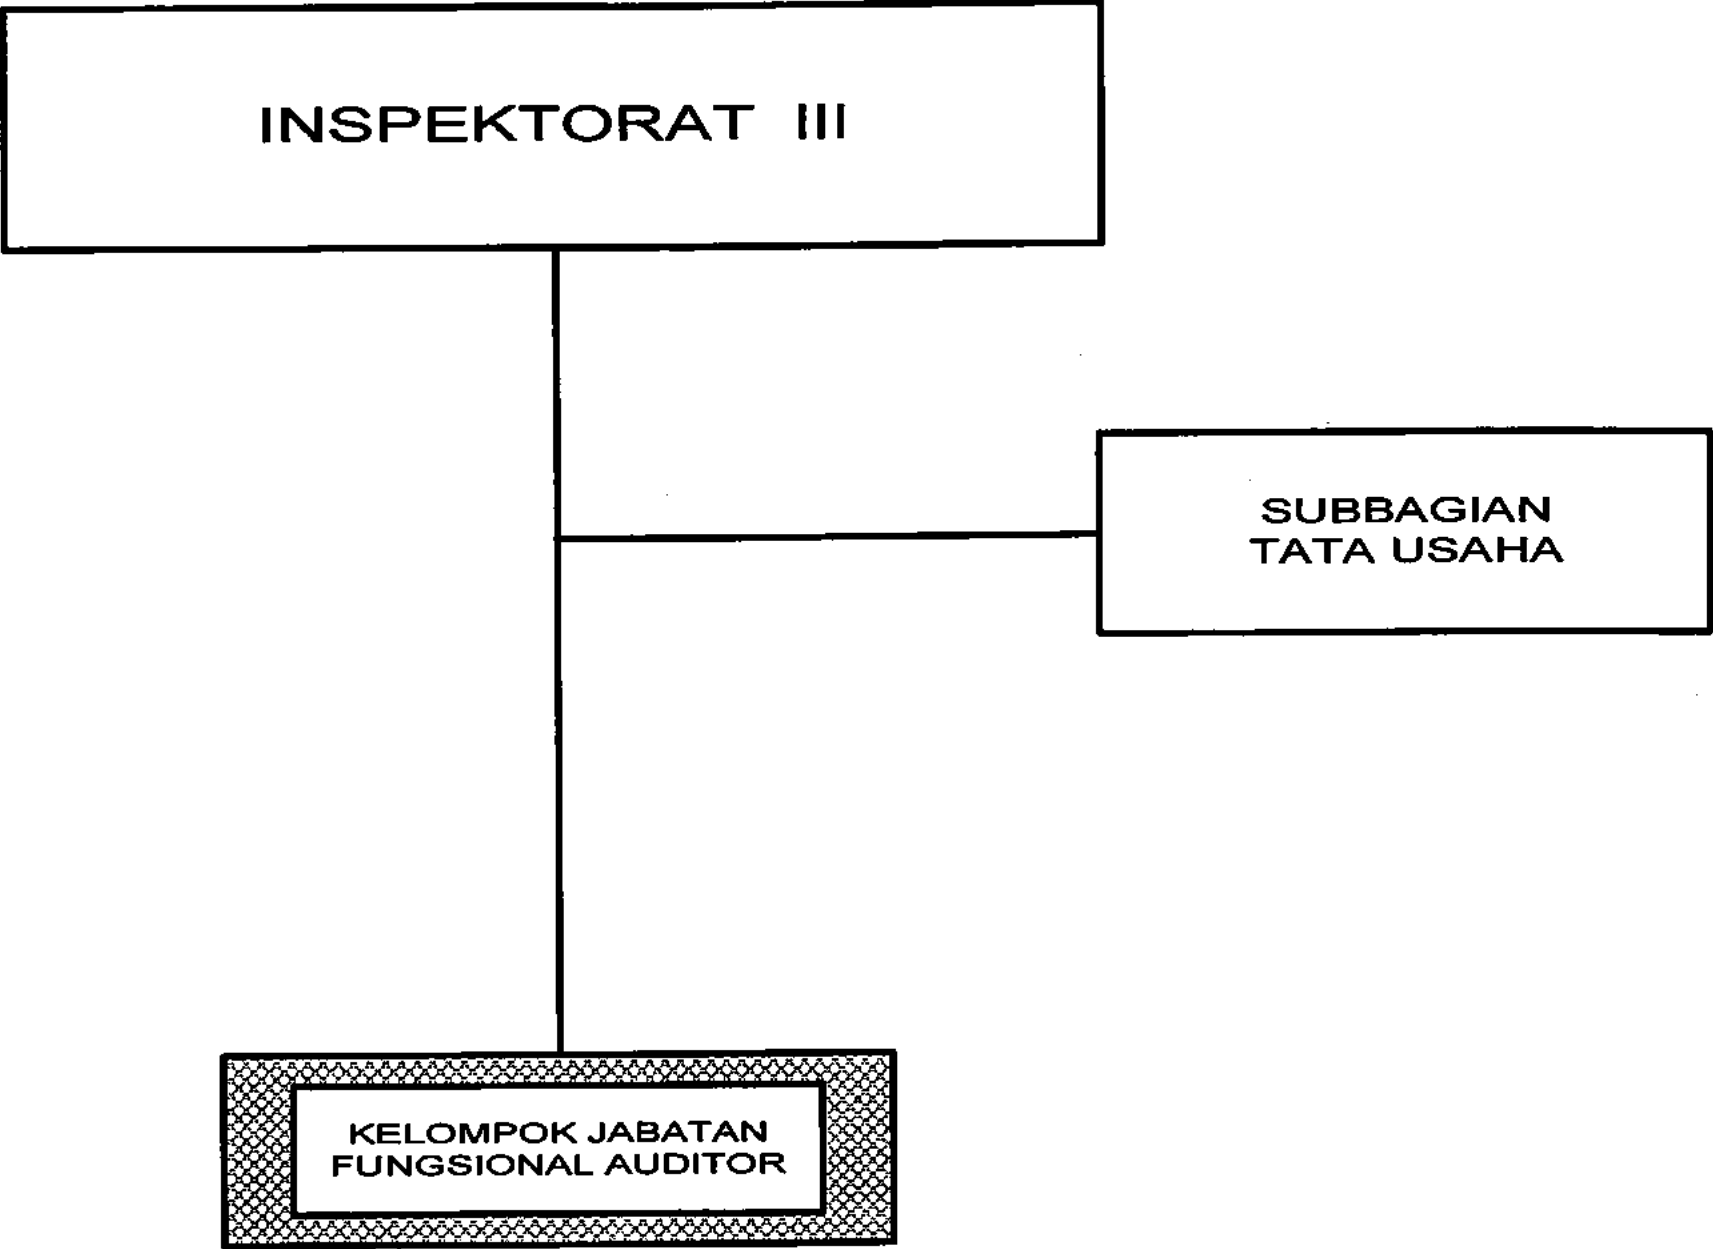 INSPEKTORAT III
SUBBAGIAN
TATA USAHA
KELOMPOK JABATAN
FUNGSIONAL AUDITOR